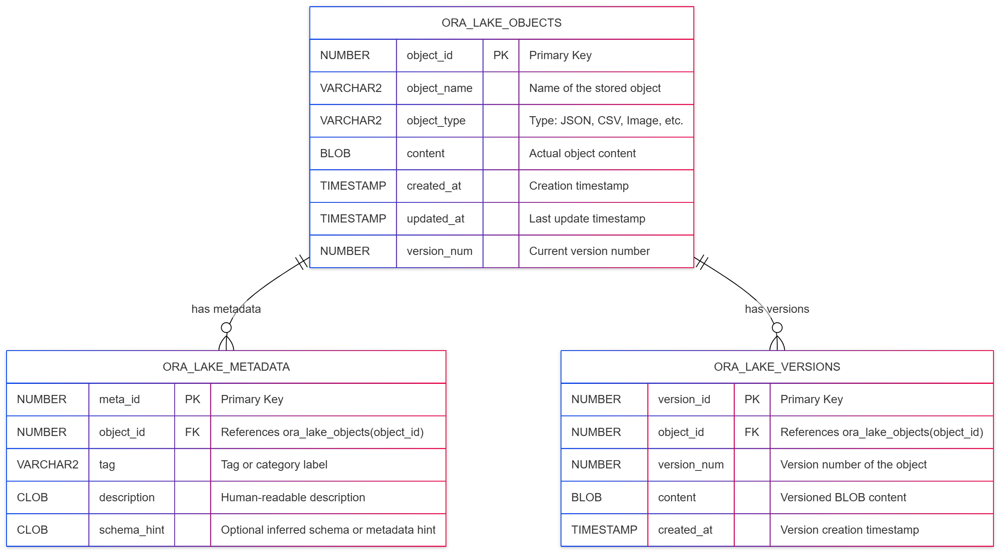 ORA_LAKE_OBJECTS
NUMBER object_id PK Primary Key
VARCHAR2 object_name Name of the stored object
VARCHAR2 object_type Type: JSON, CSV, Image, etc.
BLOB content Actual object content
TIMESTAMP created_at Creation timestamp
TIMESTAMP updated_at Last update timestamp
NUMBER version_num Current version number
has metadata
has versions
ORA_LAKE_METADATA
NUMBER meta_id PK Primary Key
NUMBER object_id FK References ora_lake_objects(object_id)
VARCHAR2 tag Tag or category label
CLOB description Human-readable description
CLOB schema_hint Optional inferred schema or metadata hint
ORA_LAKE_VERSIONS
NUMBER version_id PK Primary Key
NUMBER object_id FK References ora_lake_objects(object_id)
NUMBER version_num Version number of the object
BLOB content Versioned BLOB content
TIMESTAMP created_at Version creation timestamp